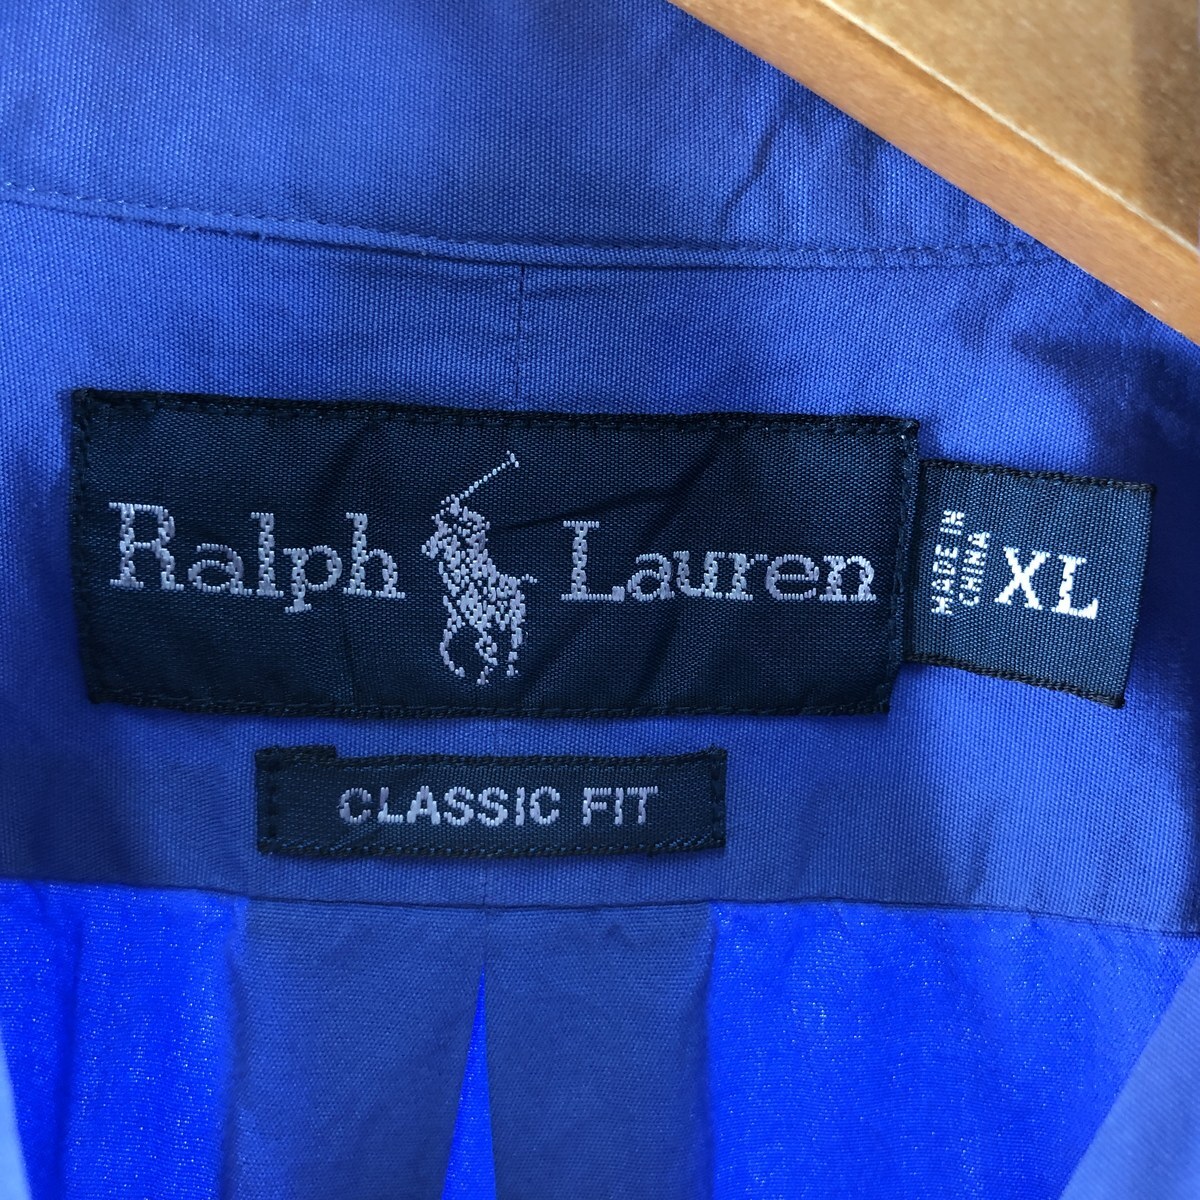 Ralph Lauren
MADE IN
CHINA
XL
CLASSIC FIT